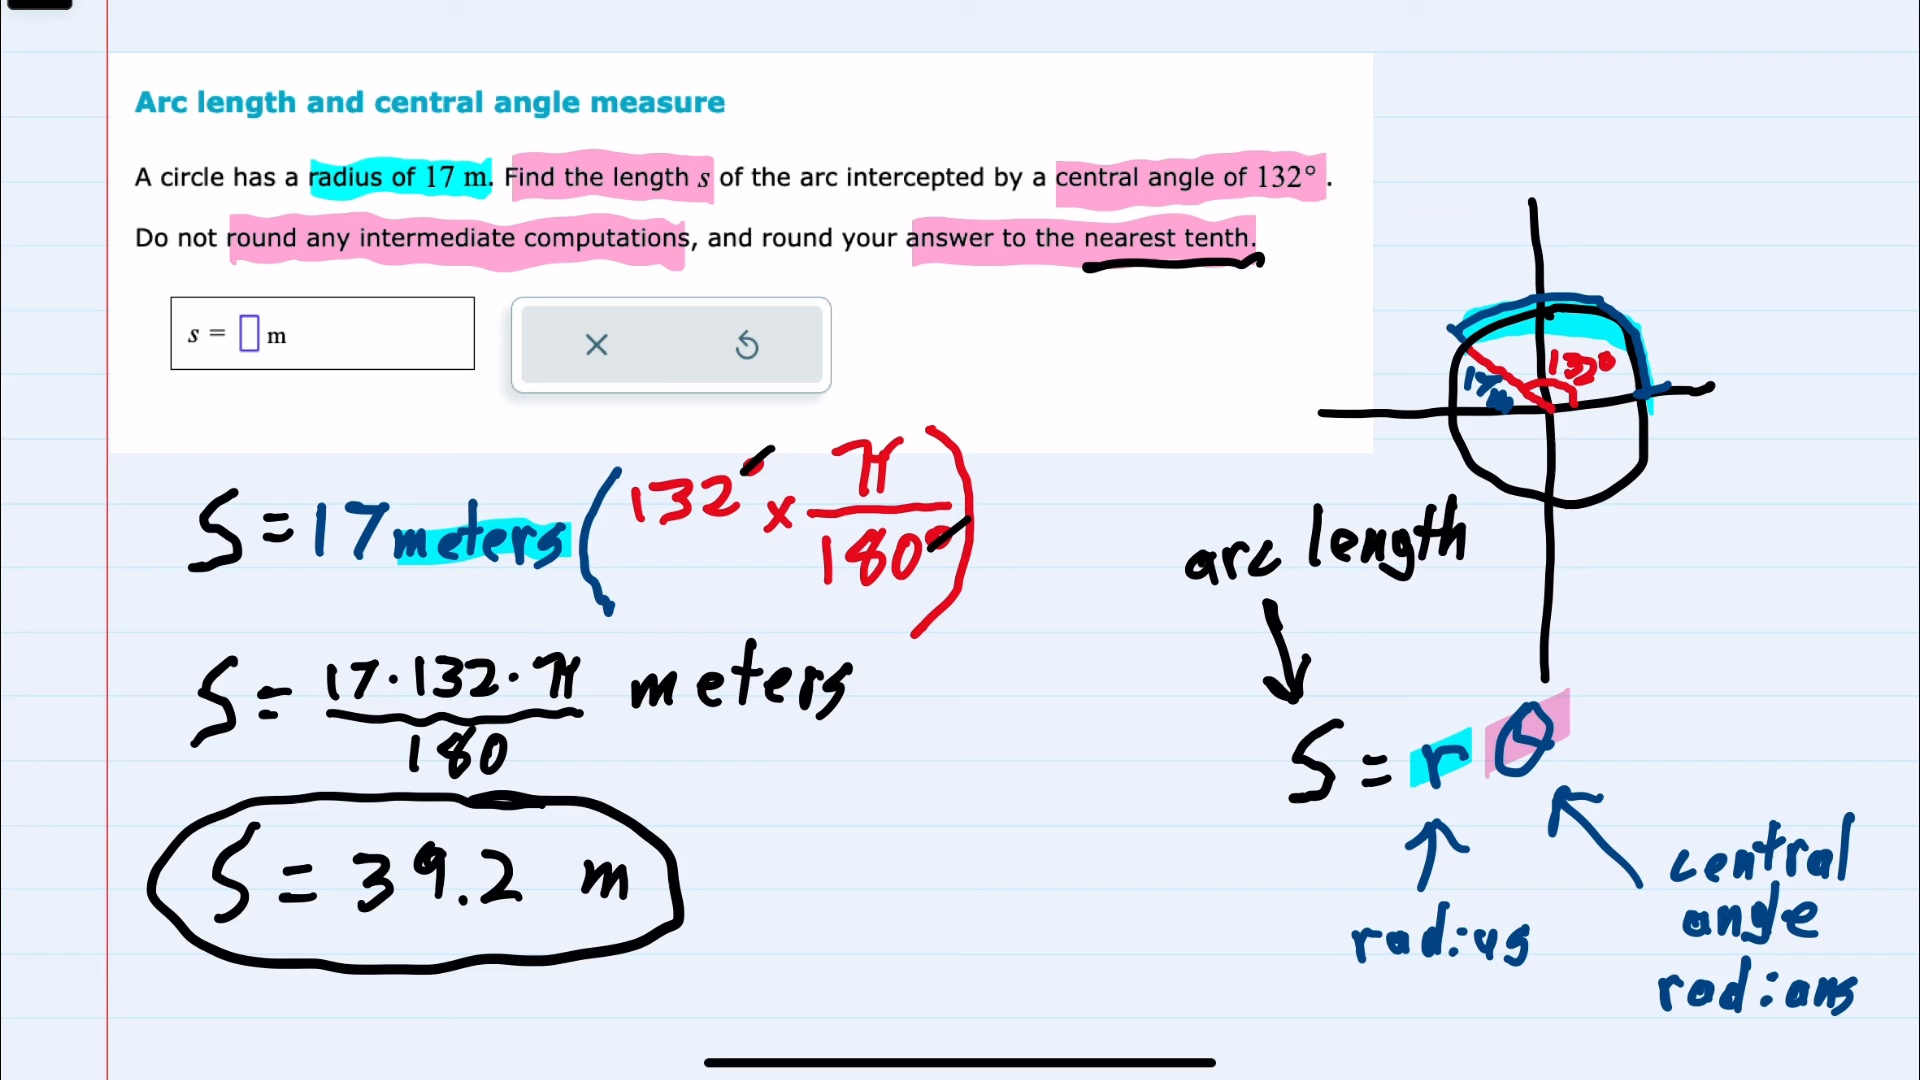 Arc length and central angle measure
A circle has a radius of 17 m. Find the length s of the arc intercepted by a central angle of 132°.
Do not round any intermediate computations, and round your answer to the nearest tenth.
s = □ m
132°
17m
S = 17 meters (132° x π/180°)
arc length
S = 17·132·π/180 meters
S = r θ
S = 39.2 m
radius
central
angle
radians